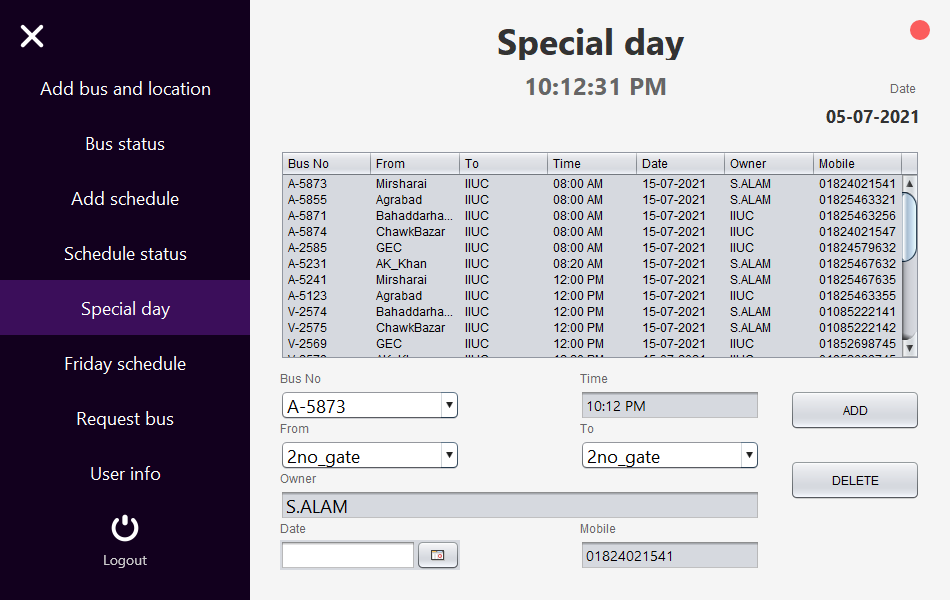 Add bus and location
Bus status
Add schedule
Schedule status
Special day
Friday schedule
Request bus
User info
Logout
Special day
10:12:31 PM
Date
05-07-2021
Bus No From To Time Date Owner Mobile
A-5873 Mirsharai IIUC 08:00 AM 15-07-2021 S.ALAM 01824021541
A-5855 Agrabad IIUC 08:00 AM 15-07-2021 S.ALAM 01825463321
A-5871 Bahaddarha... IIUC 08:00 AM 15-07-2021 IIUC 01825463256
A-5874 ChawkBazar IIUC 08:00 AM 15-07-2021 IIUC 01824021547
A-2585 GEC IIUC 08:00 AM 15-07-2021 IIUC 01824579632
A-5231 AK_Khan IIUC 08:20 AM 15-07-2021 S.ALAM 01825467632
A-5241 Mirsharai IIUC 12:00 PM 15-07-2021 S.ALAM 01825467635
A-5123 Agrabad IIUC 12:00 PM 15-07-2021 IIUC 01825463355
V-2574 Bahaddarha... IIUC 12:00 PM 15-07-2021 S.ALAM 01085222141
V-2575 ChawkBazar IIUC 12:00 PM 15-07-2021 S.ALAM 01085222142
V-2569 GEC IIUC 12:00 PM 15-07-2021 IIUC 01852698745
Bus No Time
A-5873 10:12 PM
ADD
From To
2no_gate 2no_gate
Owner
DELETE
S.ALAM
Date Mobile
01824021541